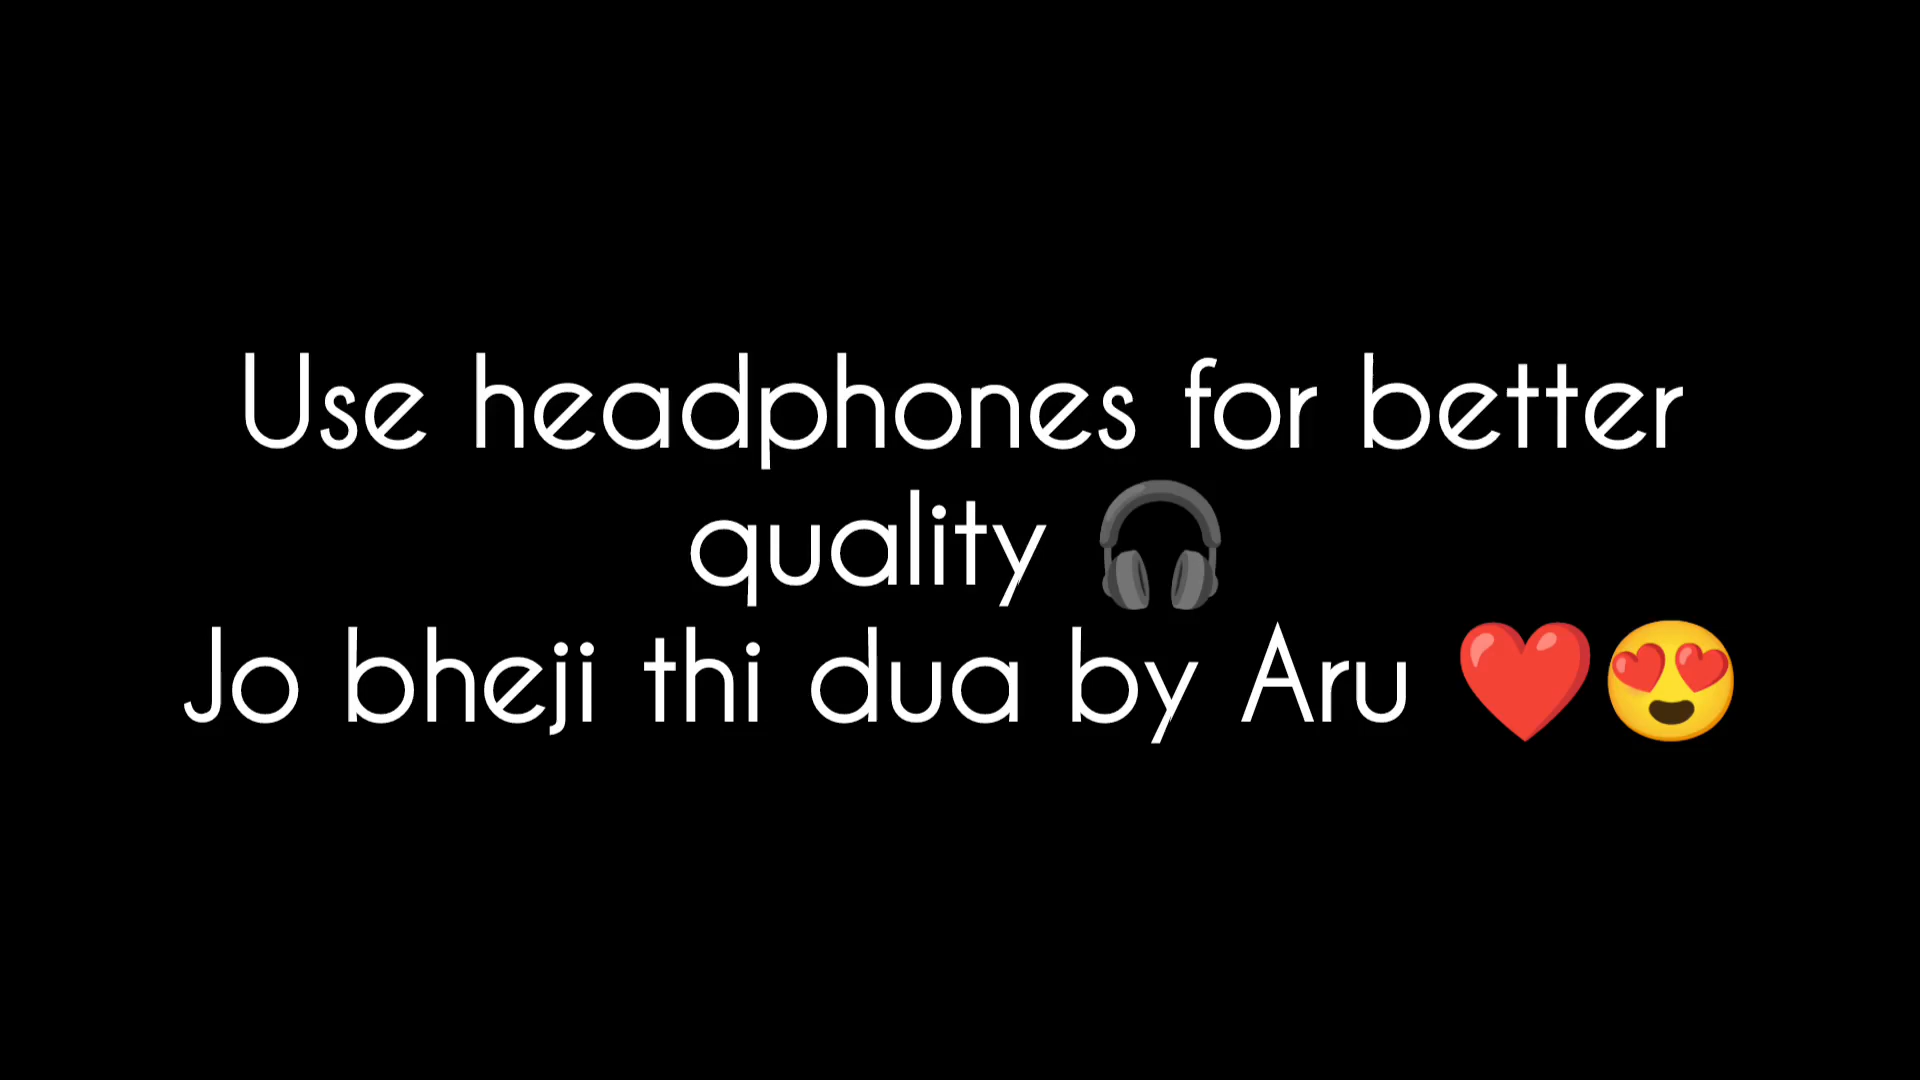 Use headphones for better
quality 🎧
Jo bheji thi dua by Aru ❤️😍